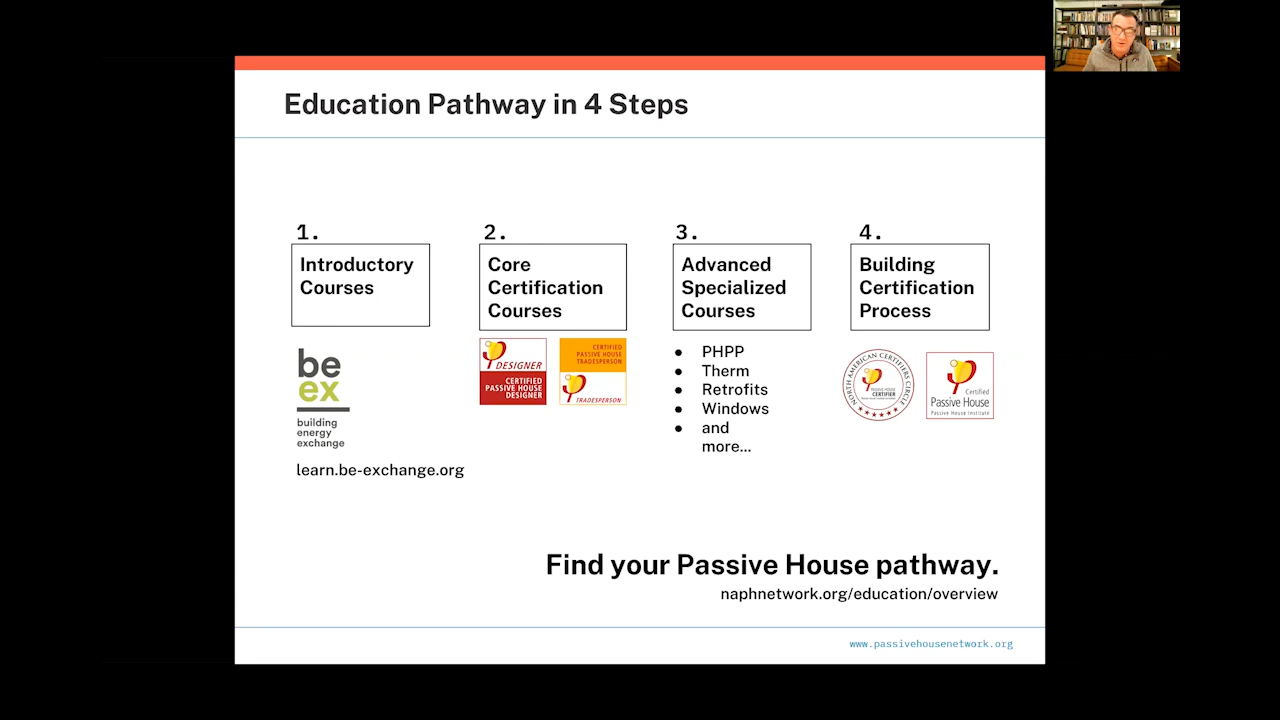 Education Pathway in 4 Steps
1.
Introductory
Courses
be
ex
building
energy
exchange
learn.be-exchange.org
2.
Core
Certification
Courses
DESIGNER
CERTIFIED
PASSIVE HOUSE
DESIGNER
CERTIFIED
PASSIVE HOUSE
TRADESPERSON
TRADESPERSON
3.
Advanced
Specialized
Courses
● PHPP
● Therm
● Retrofits
● Windows
● and
more...
4.
Building
Certification
Process
NORTH AMERICAN CERTIFIERS CIRCLE
PASSIVE HOUSE
CERTIFIER
Certified
Passive House
Passive House Institute
Find your Passive House pathway.
naphnetwork.org/education/overview
www.passivehousenetwork.org